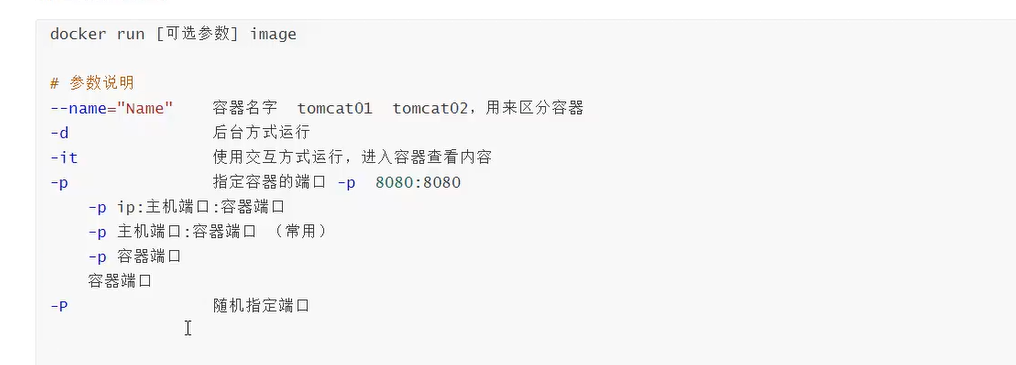 docker run [可选参数] image
# 参数说明
--name="Name" 容器名字 tomcat01 tomcat02，用来区分容器
-d 后台方式运行
-it 使用交互方式运行，进入容器查看内容
-p 指定容器的端口 -p 8080:8080
-p ip:主机端口:容器端口
-p 主机端口:容器端口 （常用）
-p 容器端口
容器端口
-P 随机指定端口